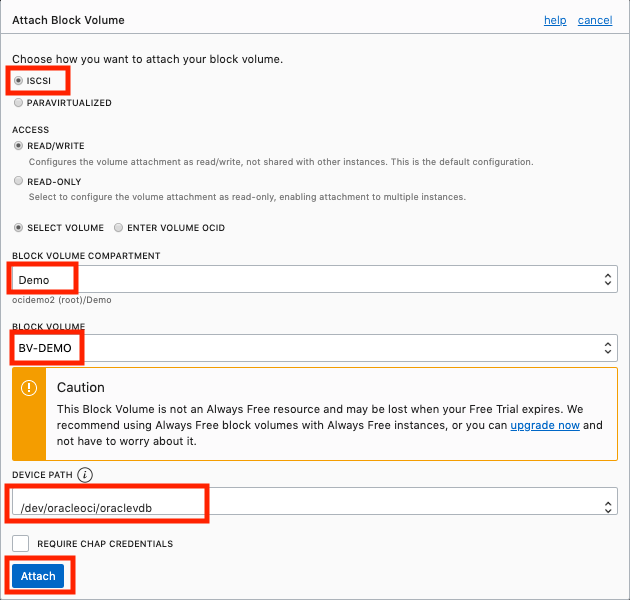 Attach Block Volume help cancel
Choose how you want to attach your block volume.
ISCSI
PARAVIRTUALIZED
ACCESS
READ/WRITE
Configures the volume attachment as read/write, not shared with other instances. This is the default configuration.
READ-ONLY
Select to configure the volume attachment as read-only, enabling attachment to multiple instances.
SELECT VOLUME ENTER VOLUME OCID
BLOCK VOLUME COMPARTMENT
Demo
ocidemo2 (root)/Demo
BLOCK VOLUME
BV-DEMO
Caution
This Block Volume is not an Always Free resource and may be lost when your Free Trial expires. We
recommend using Always Free block volumes with Always Free instances, or you can upgrade now and
not have to worry about it.
DEVICE PATH i
/dev/oracleoci/oraclevdb
REQUIRE CHAP CREDENTIALS
Attach